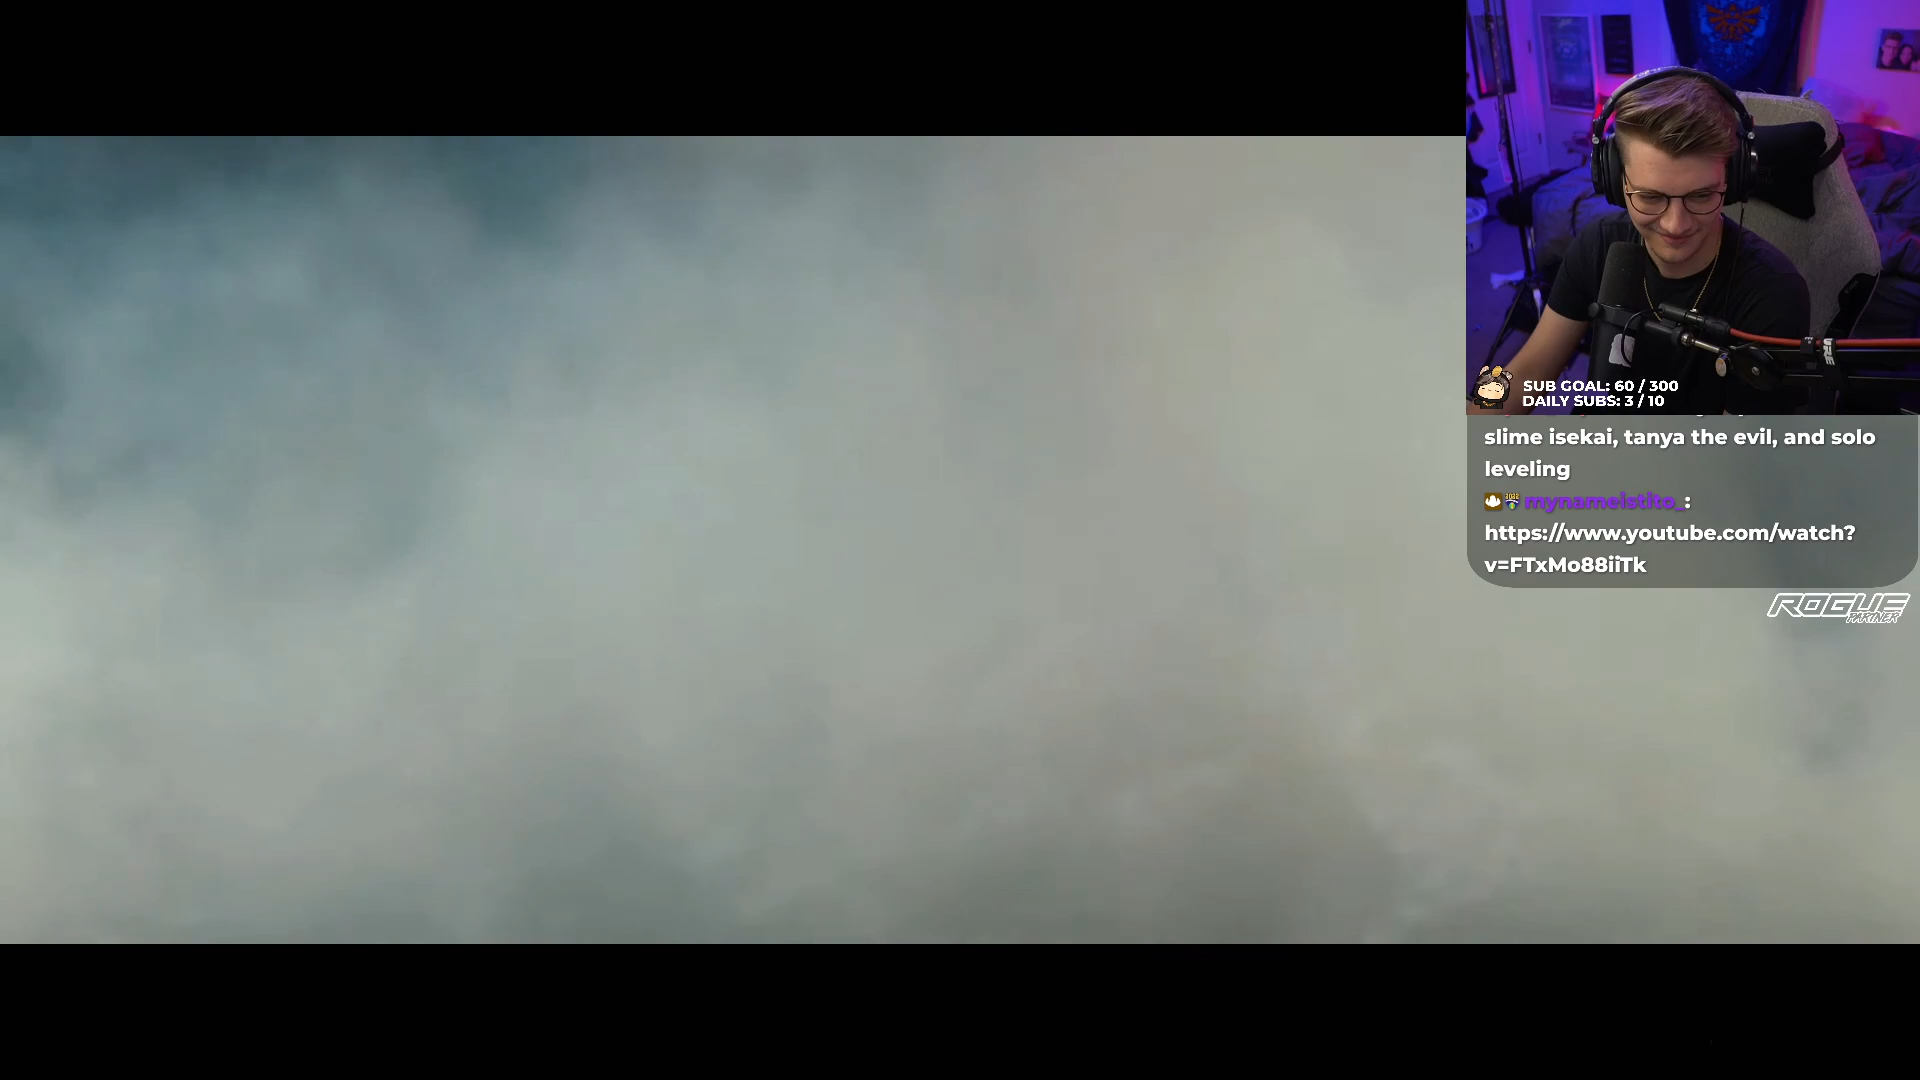 SUB GOAL: 60 / 300
DAILY SUBS: 3 / 10
slime isekai, tanya the evil, and solo
leveling
mynameistito_:
https://www.youtube.com/watch?
v=FTxMo88iiTk
ROGUE
PARTNER